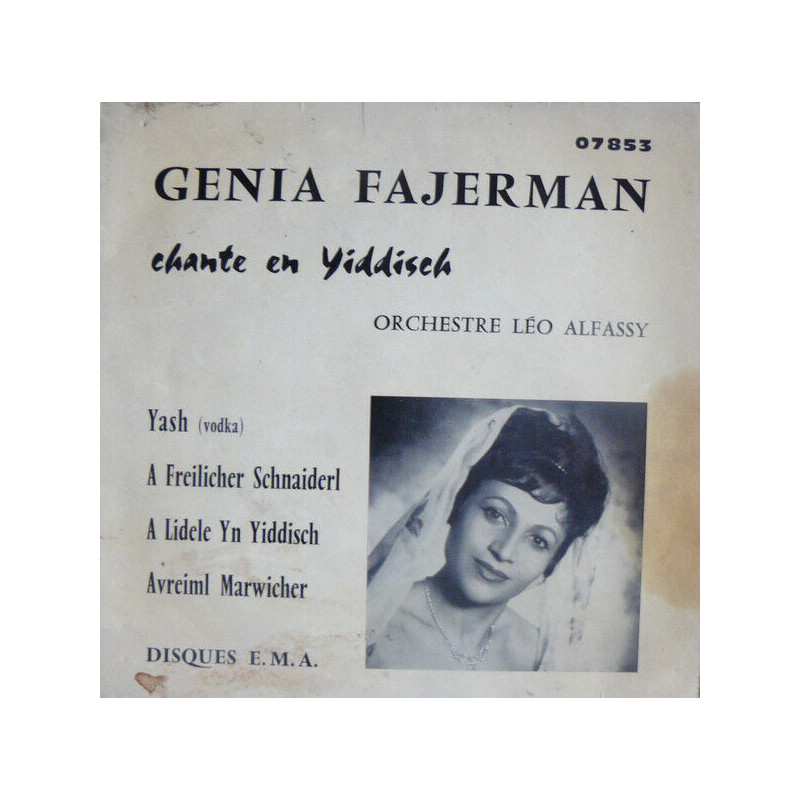 07853
GENIA FAJERMAN
chante en Yiddisch
ORCHESTRE LÉO ALFASSY
Yash (vodka)
A Freilicher Schnaiderl
A Lidele Yn Yiddisch
Avreiml Marwicher
DISQUES E.M.A.